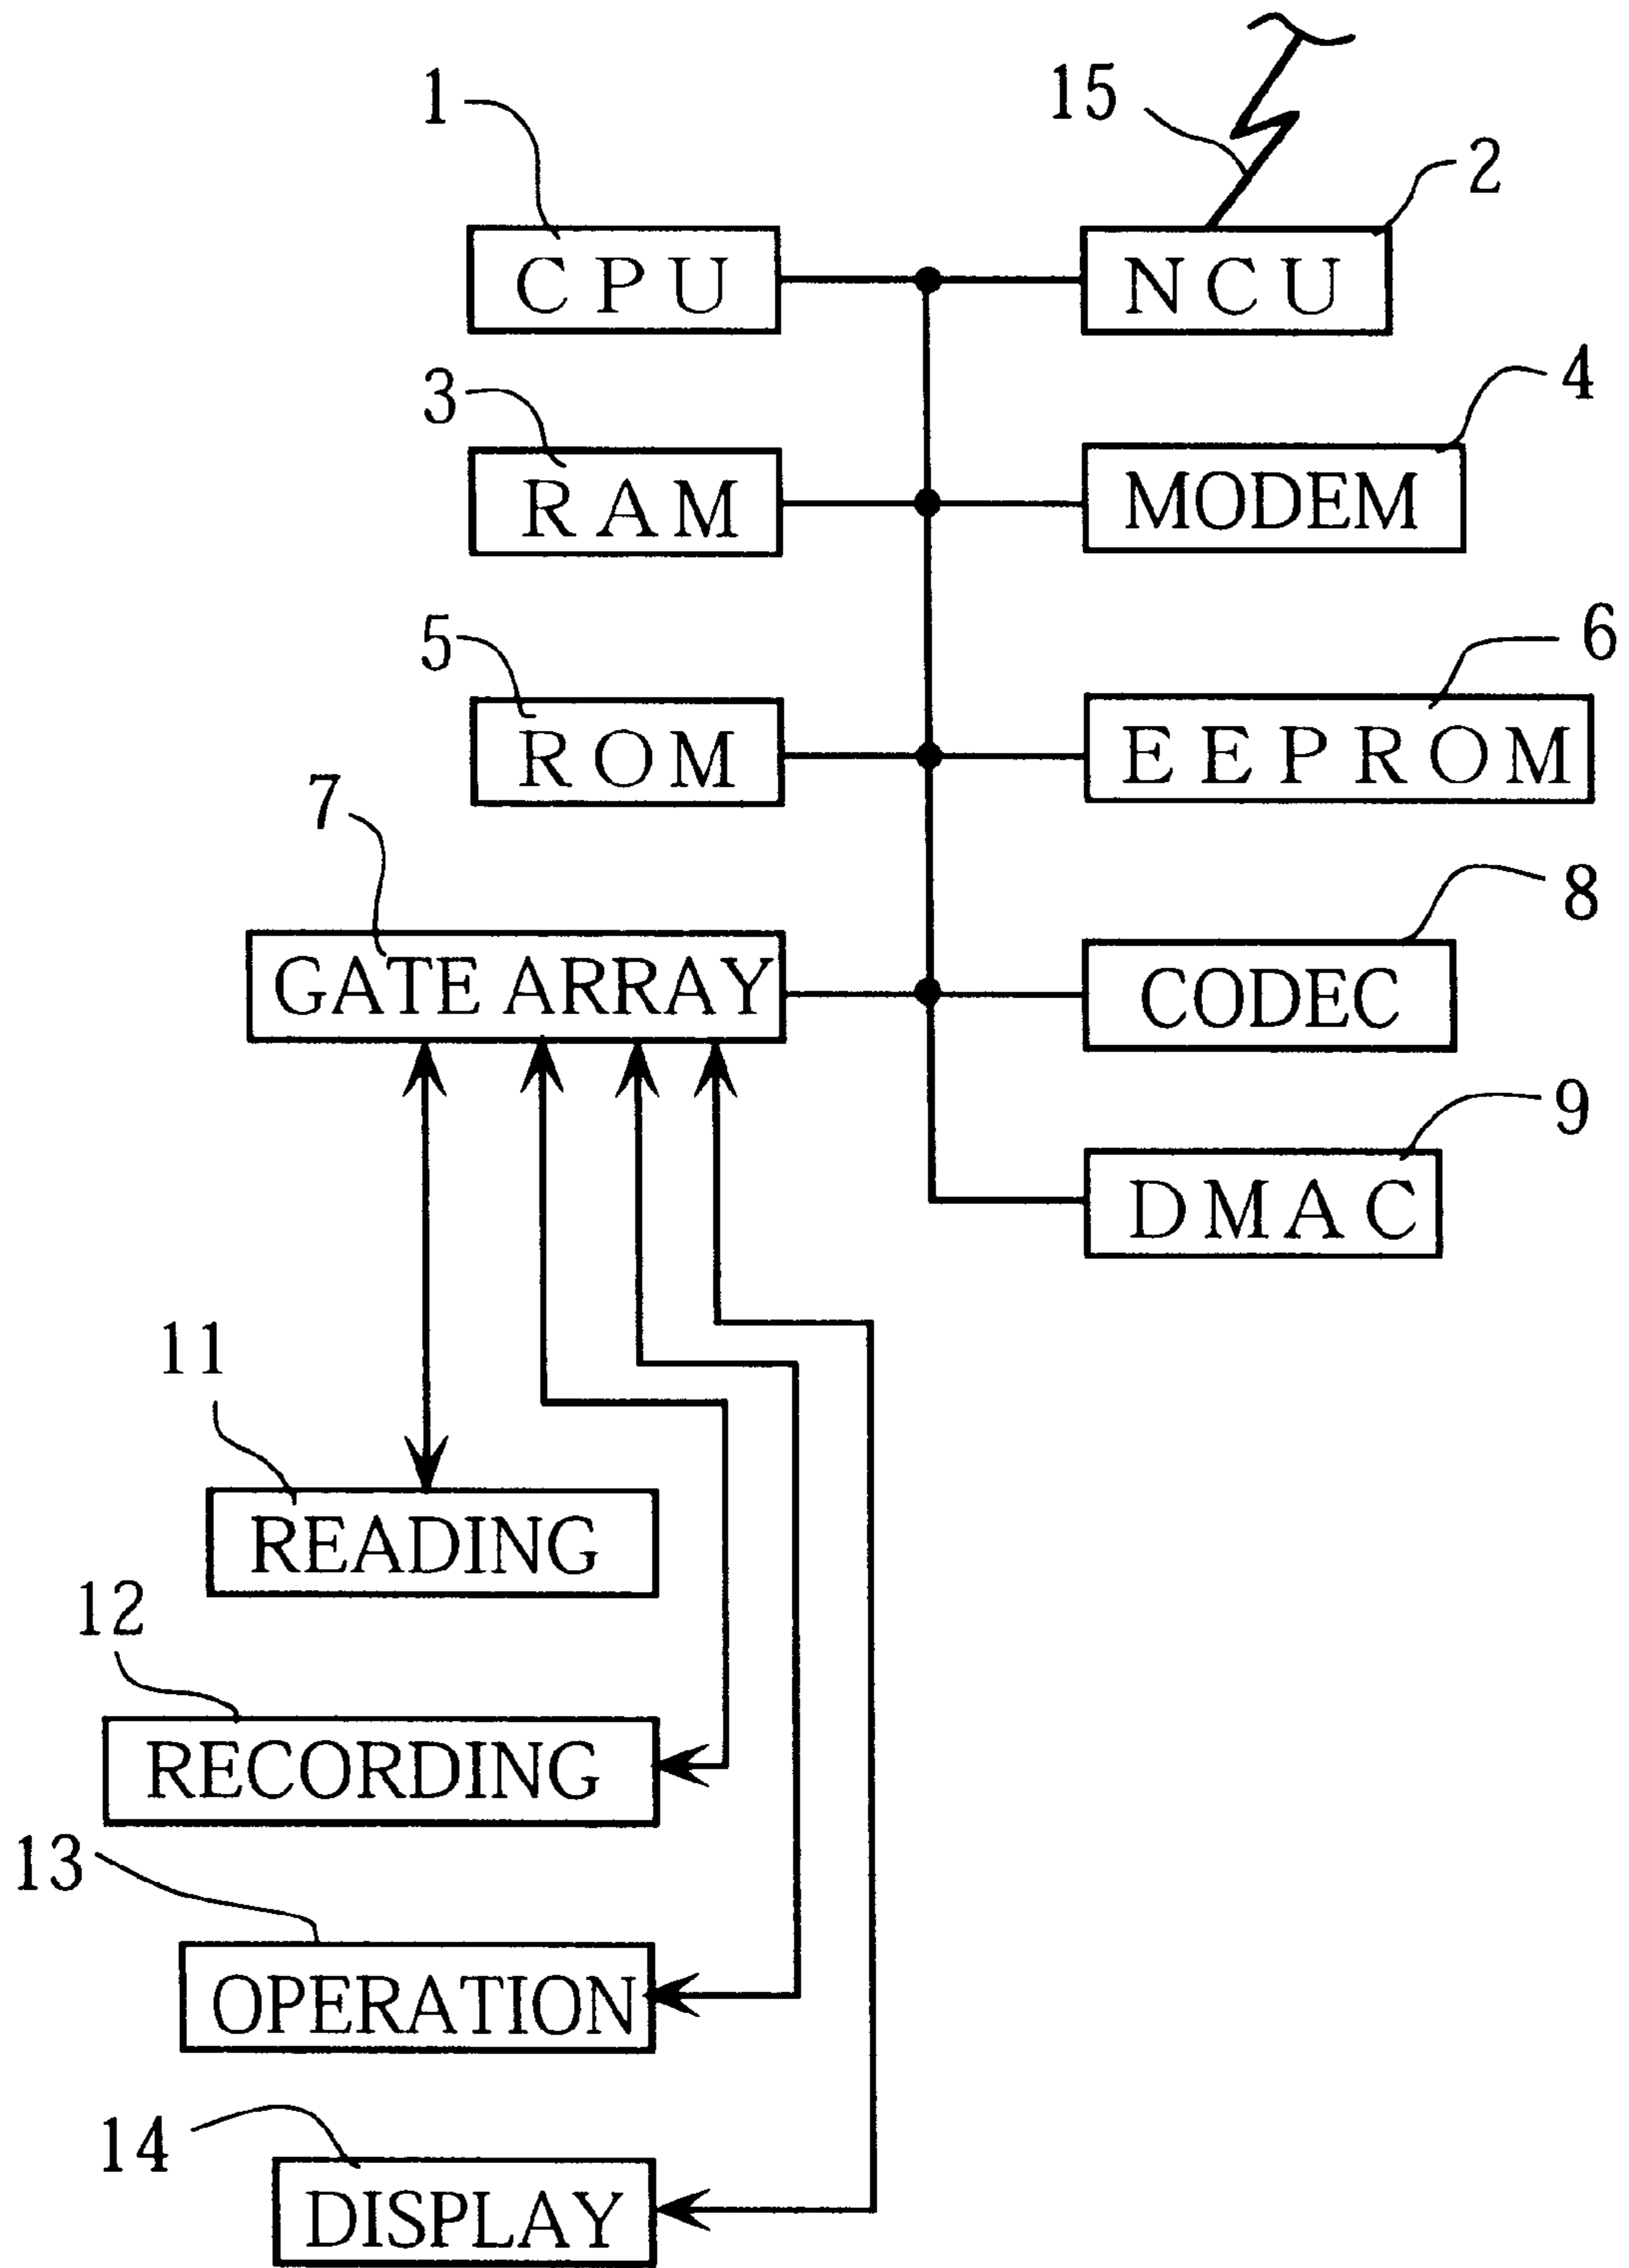 1
15
2
CPU
NCU
3
4
RAM
MODEM
5
6
ROM
EEPROM
7
8
GATE ARRAY
CODEC
9
DMAC
11
READING
12
RECORDING
13
OPERATION
14
DISPLAY